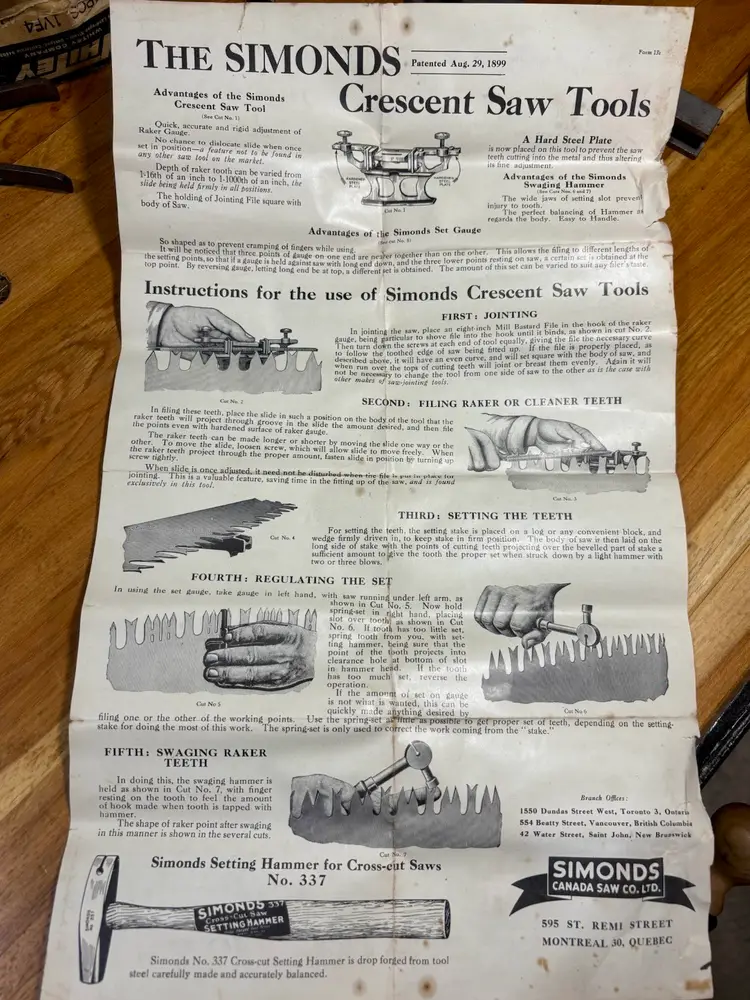 THE SIMONDS
Patented Aug. 29, 1899
Crescent Saw Tools
Advantages of the Simonds
Crescent Saw Tool
(See Cut No. 1)
Quick, accurate and rigid adjustment of
Raker Gauge.
No chance to dislocate slide when once
set in position—a feature not to be found in
any other saw tool on the market.
Depth of raker tooth can be varied from
1-16th of an inch to 1-1000th of an inch, the
slide being held firmly in all positions.
The holding of Jointing File square with
body of Saw.
HARDENED
STEEL
PLATE
HARDENED
STEEL
PLATE
Cut No. 1
A Hard Steel Plate
is now placed on this tool to prevent the saw
teeth cutting into the metal and thus altering
its fine adjustment.
Advantages of the Simonds
Swaging Hammer
(See Cuts Nos. 6 and 7)
The wide jaws of setting slot prevent
injury to tooth.
The perfect balancing of Hammer as
regards the body. Easy to Handle.
Advantages of the Simonds Set Gauge
(See cut No. 5)
So shaped as to prevent cramping of fingers while using.
It will be noticed that three points of gauge on one end are nearer together than on the other. This allows the filing to different lengths of
the setting points, so that if a gauge is held against saw with long end down, and the three lower points resting on saw, a certain set is obtained at the
top point. By reversing gauge, letting long end be at top, a different set is obtained. The amount of this set can be varied to suit any filer's taste.
Instructions for the use of Simonds Crescent Saw Tools
FIRST: JOINTING
In jointing the saw, place an eight-inch Mill Bastard File in the hook of the raker
gauge, being particular to shove file into the hook until it binds, as shown in cut No. 2.
Then turn down the screws at each end of tool equally, giving the file the necessary curve
to follow the toothed edge of saw being fitted up. If the file is properly placed, as
described above, it will have an even curve, and will set square with the body of saw, and
when run over the tops of cutting teeth will joint or breast them evenly. Again it will
not be necessary to change the tool from one side of saw to the other as is the case with
other makes of saw-jointing tools.
Cut No. 2
SECOND: FILING RAKER OR CLEANER TEETH
In filing these teeth, place the slide in such a position on the body of the tool that the
raker teeth will project through groove in the slide the amount desired, and then file
the points even with hardened surface of raker gauge.
The raker teeth can be made longer or shorter by moving the slide one way or the
other. To move the slide, loosen screw, which will allow slide to move freely. When
the raker teeth project through the proper amount, fasten slide in position by turning up
screw tightly.
When slide is once adjusted, it need not be disturbed when the file is put in place for
jointing. This is a valuable feature, saving time in the fitting up of the saw, and is found
exclusively in this tool.
Cut No. 3
Cut No. 4
THIRD: SETTING THE TEETH
For setting the teeth, the setting stake is placed on a log or any convenient block, and
wedge firmly driven in, to keep stake in firm position. The body of saw is then laid on the
long side of stake with the points of cutting teeth projecting over the bevelled part of stake a
sufficient amount to give the tooth the proper set when struck down by a light hammer with
two or three blows.
FOURTH: REGULATING THE SET
In using the set gauge, take gauge in left hand, with saw running under left arm, as
shown in Cut No. 5. Now hold
spring-set in right hand, placing
slot over tooth as shown in Cut
No. 6. If tooth has too little set,
spring tooth from you, with set-
ting hammer, being sure that the
point of the tooth projects into
clearance hole at bottom of slot
in hammer head. If the tooth
has too much set, reverse the
operation.
If the amount of set on gauge
is not what is wanted, this can be
quickly made anything desired by
filing one or the other of the working points. Use the spring-set as little as possible to get proper set of teeth, depending on the setting-
stake for doing the most of this work. The spring-set is only used to correct the work coming from the "stake."
Cut No 5
Cut No 6
FIFTH: SWAGING RAKER
TEETH
In doing this, the swaging hammer is
held as shown in Cut No. 7, with finger
resting on the tooth to feel the amount
of hook made when tooth is tapped with
hammer.
The shape of raker point after swaging
in this manner is shown in the several cuts.
Cut No. 7
Branch Offices:
1550 Dundas Street West, Toronto 3, Ontario
554 Beatty Street, Vancouver, British Columbia
42 Water Street, Saint John, New Brunswick
Simonds Setting Hammer for Cross-cut Saws
No. 337
SIMONDS 337
Cross-Cut Saw
SETTING HAMMER
Simonds No. 337 Cross-cut Setting Hammer is drop forged from tool
steel carefully made and accurately balanced.
SIMONDS
CANADA SAW CO. LTD.
595 ST. REMI STREET
MONTREAL 30, QUEBEC